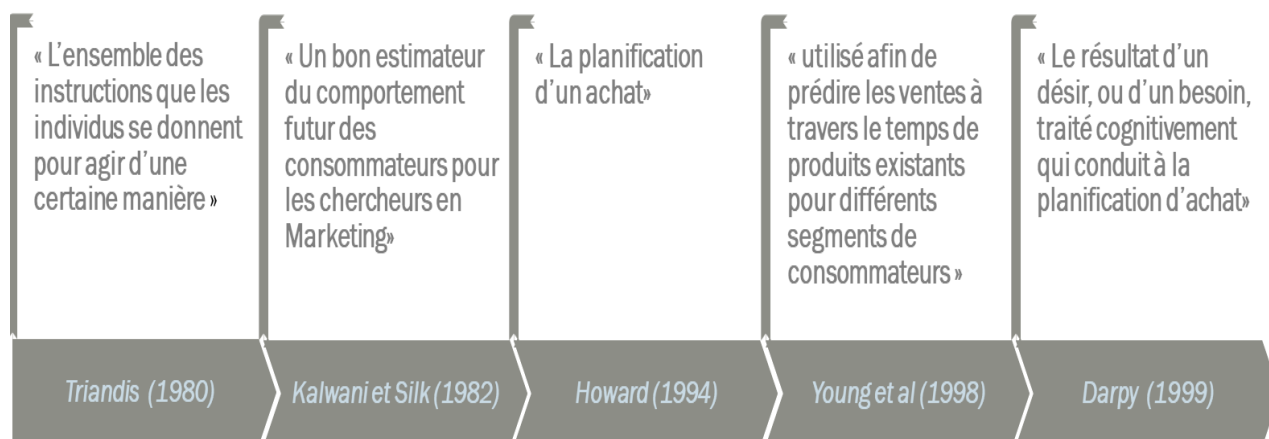 « L'ensemble des
instructions que les
individus se donnent
pour agir d'une
certaine manière »
« Un bon estimateur
du comportement
futur des
consommateurs pour
les chercheurs en
Marketing»
« La planification
d'un achat»
« utilisé afin de
prédire les ventes à
travers le temps de
produits existants
pour différents
segments de
consommateurs »
« Le résultat d'un
désir, ou d'un besoin,
traité cognitivement
qui conduit à la
planification d'achat»
Triandis (1980)
Kalwani et Silk (1982)
Howard (1994)
Young et al (1998)
Darpy (1999)